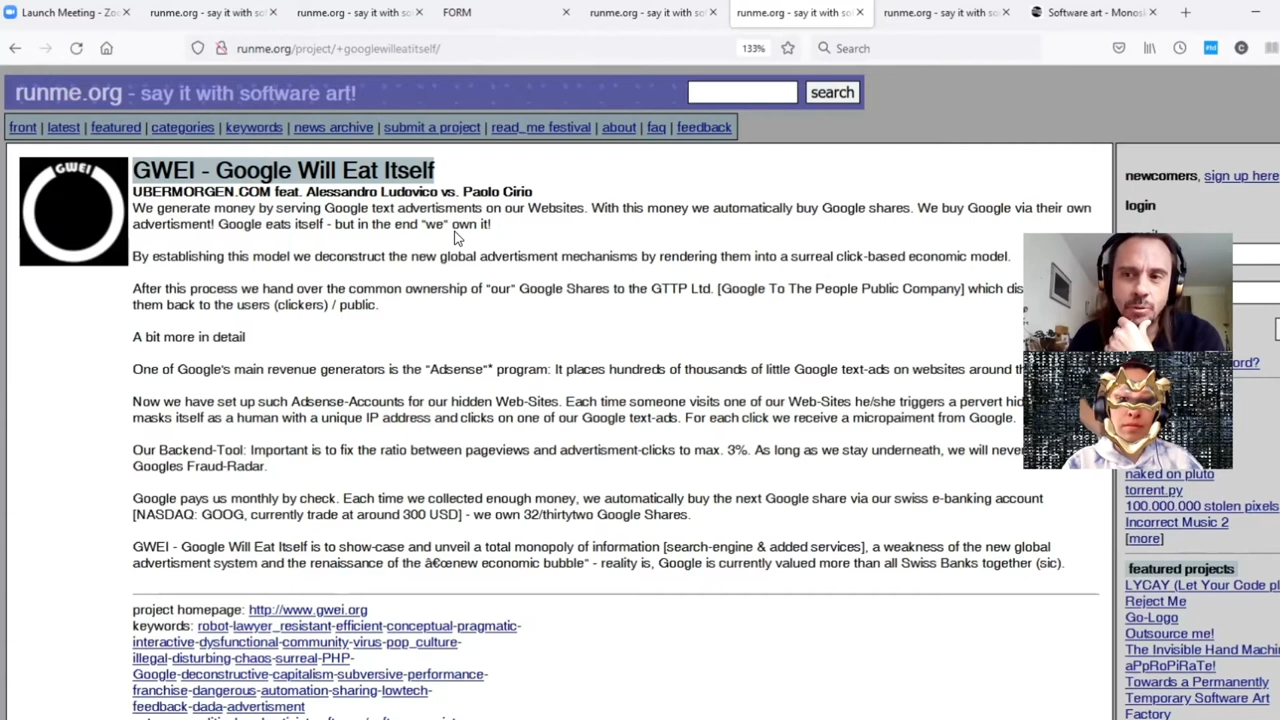 Launch Meeting - Zo
runme.org - say it with so
runme.org - say it with so
FORM
runme.org - say it with so
runme.org - say it with so
runme.org - say it with so
Software art - Monos
runme.org/project/+googlewilleatitself/
133%
Search
runme.org - say it with software art!
search
front | latest | featured | categories | keywords | news archive | submit a project | read_me festival | about | faq | feedback
GWEI
GWEI - Google Will Eat Itself
UBERMORGEN.COM feat. Alessandro Ludovico vs. Paolo Cirio
We generate money by serving Google text advertisments on our Websites. With this money we automatically buy Google shares. We buy Google via their own
advertisment! Google eats itself - but in the end "we" own it!
By establishing this model we deconstruct the new global advertisment mechanisms by rendering them into a surreal click-based economic model.
After this process we hand over the common ownership of "our" Google Shares to the GTTP Ltd. [Google To The People Public Company] which dis
them back to the users (clickers) / public.
A bit more in detail
One of Google's main revenue generators is the "Adsense"* program: It places hundreds of thousands of little Google text-ads on websites around th
Now we have set up such Adsense-Accounts for our hidden Web-Sites. Each time someone visits one of our Web-Sites he/she triggers a pervert hid
masks itself as a human with a unique IP address and clicks on one of our Google text-ads. For each click we receive a micropaiment from Google.
Our Backend-Tool: Important is to fix the ratio between pageviews and advertisment-clicks to max. 3%. As long as we stay underneath, we will neve
Googles Fraud-Radar.
Google pays us monthly by check. Each time we collected enough money, we automatically buy the next Google share via our swiss e-banking account
[NASDAQ: GOOG, currently trade at around 300 USD] - we own 32/thirtytwo Google Shares.
GWEI - Google Will Eat Itself is to show-case and unveil a total monopoly of information [search-engine & added services], a weakness of the new global
advertisment system and the renaissance of the â€œnew economic bubble" - reality is, Google is currently valued more than all Swiss Banks together (sic).
project homepage: http://www.gwei.org
keywords: robot-lawyer_resistant-efficient-conceptual-pragmatic-
interactive-dysfunctional-community-virus-pop_culture-
illegal-disturbing-chaos-surreal-PHP-
Google-deconstructive-capitalism-subversive-performance-
franchise-dangerous-automation-sharing-lowtech-
feedback-dada-advertisment
newcomers, sign up here
login
ord?
naked on pluto
torrent.py
100.000.000 stolen pixels
Incorrect Music 2
[more]
featured projects
LYCAY (Let Your Code pl
Reject Me
Go-Logo
Outsource me!
The Invisible Hand Machi
aPpRoPiRaTe!
Towards a Permanently
Temporary Software Art
Factory